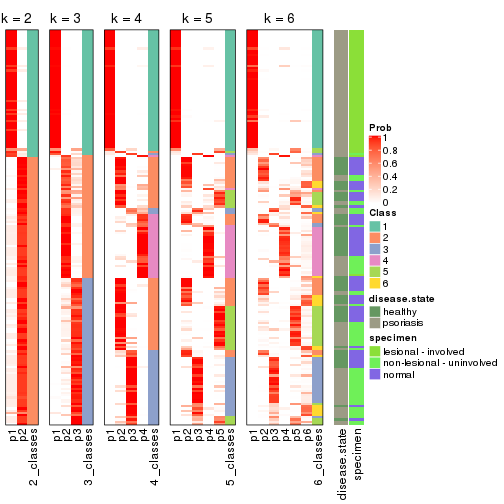 k = 2
k = 3
k = 4
k = 5
k = 6
p1
p2
2_classes
p1
p2
p3
3_classes
p1
p2
p3
p4
4_classes
p1
p2
p3
p4
p5
5_classes
p1
p2
p3
p4
p5
p6
6_classes
disease.state
specimen
Prob
1
0.8
0.6
0.4
0.2
0
Class
1
2
3
4
5
6
disease.state
healthy
psoriasis
specimen
lesional - involved
non-lesional - uninvolved
normal